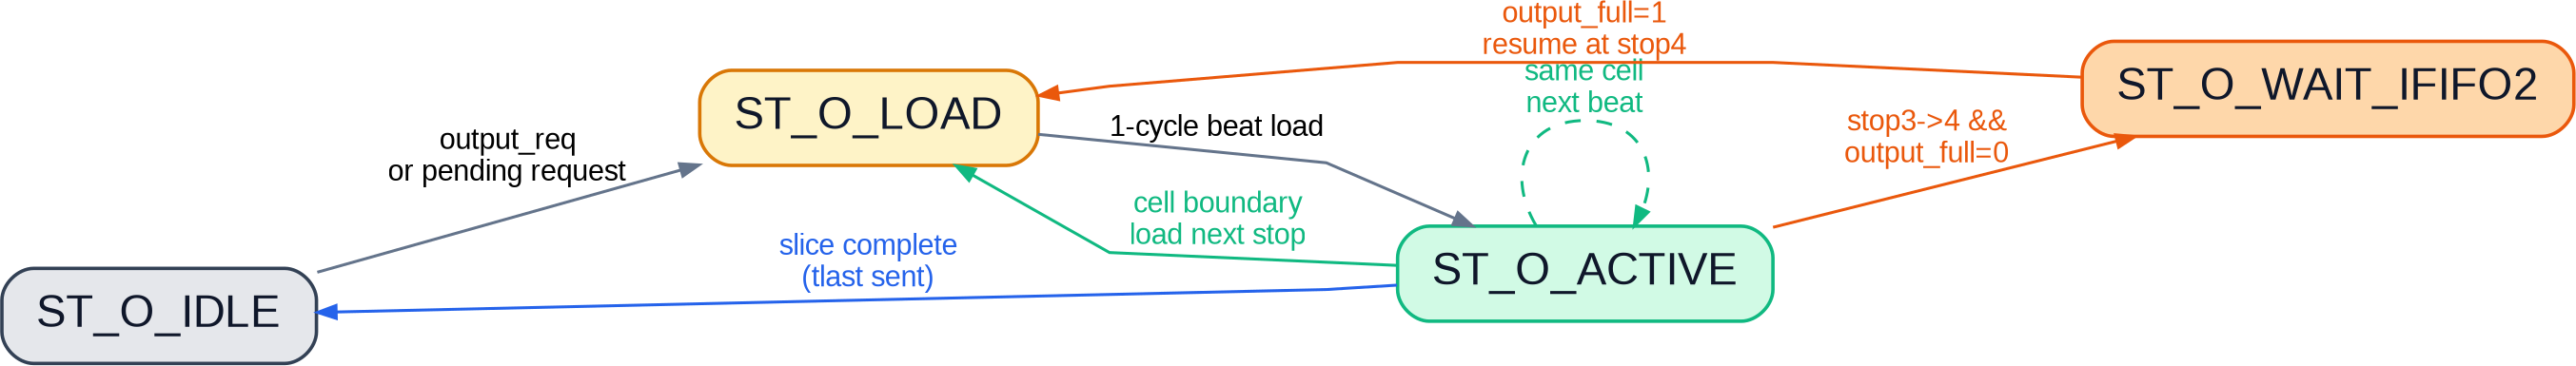 output_full=1
resume at stop4
same cell
next beat
ST_O_WAIT_IFIFO2
ST_O_LOAD
1-cycle beat load
stop3->4 &&
output_full=0
output_req
or pending request
cell boundary
load next stop
slice complete
(tlast sent)
ST_O_ACTIVE
ST_O_IDLE